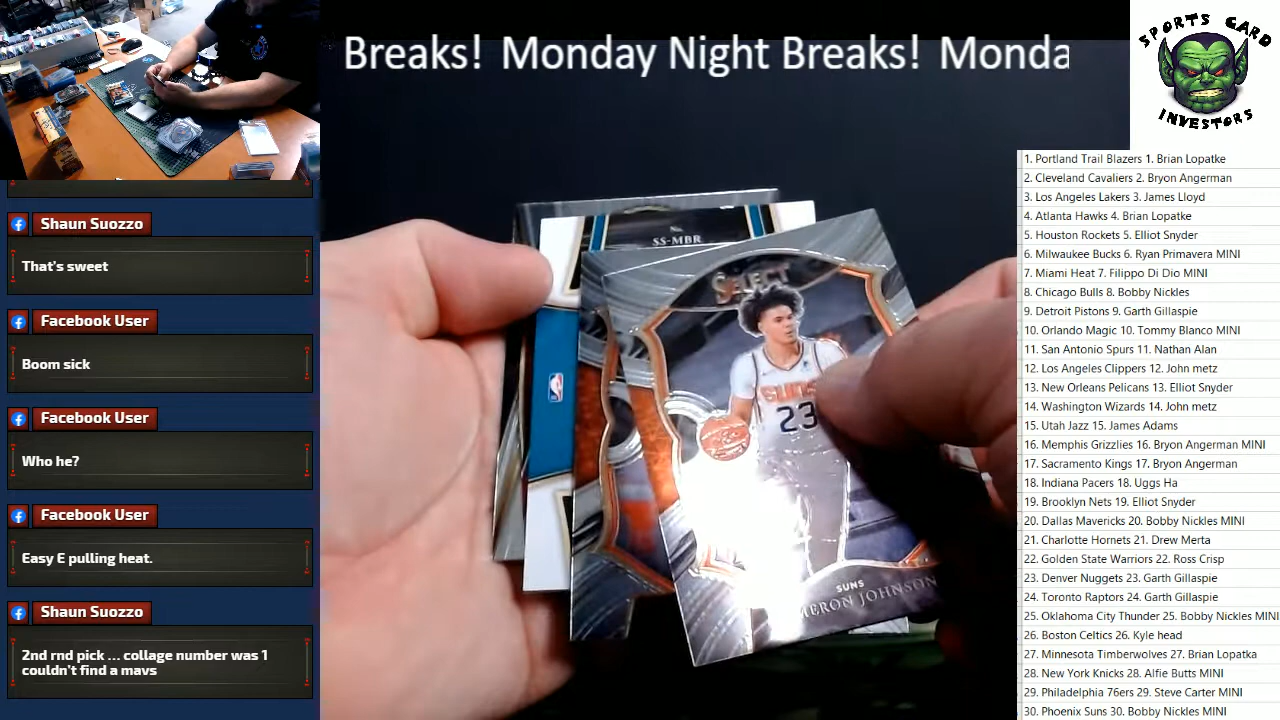 Breaks! Monday Night Breaks! Monda
SPORTS CARD
INVESTORS
Shaun Suozzo
That's sweet
Facebook User
Boom sick
Facebook User
Who he?
Facebook User
Easy E pulling heat.
Shaun Suozzo
2nd rnd pick ... collage number was 1
couldn't find a mavs
No.
SS-MBR
SELECT
SUNS
23
SUNS
MERON JOHNSON
1. Portland Trail Blazers 1. Brian Lopatke
2. Cleveland Cavaliers 2. Bryon Angerman
3. Los Angeles Lakers 3. James Lloyd
4. Atlanta Hawks 4. Brian Lopatke
5. Houston Rockets 5. Elliot Snyder
6. Milwaukee Bucks 6. Ryan Primavera MINI
7. Miami Heat 7. Filippo Di Dio MINI
8. Chicago Bulls 8. Bobby Nickles
9. Detroit Pistons 9. Garth Gillaspie
10. Orlando Magic 10. Tommy Blanco MINI
11. San Antonio Spurs 11. Nathan Alan
12. Los Angeles Clippers 12. John metz
13. New Orleans Pelicans 13. Elliot Snyder
14. Washington Wizards 14. John metz
15. Utah Jazz 15. James Adams
16. Memphis Grizzlies 16. Bryon Angerman MINI
17. Sacramento Kings 17. Bryon Angerman
18. Indiana Pacers 18. Uggs Ha
19. Brooklyn Nets 19. Elliot Snyder
20. Dallas Mavericks 20. Bobby Nickles MINI
21. Charlotte Hornets 21. Drew Merta
22. Golden State Warriors 22. Ross Crisp
23. Denver Nuggets 23. Garth Gillaspie
24. Toronto Raptors 24. Garth Gillaspie
25. Oklahoma City Thunder 25. Bobby Nickles MINI
26. Boston Celtics 26. Kyle head
27. Minnesota Timberwolves 27. Brian Lopatka
28. New York Knicks 28. Alfie Butts MINI
29. Philadelphia 76ers 29. Steve Carter MINI
30. Phoenix Suns 30. Bobby Nickles MINI